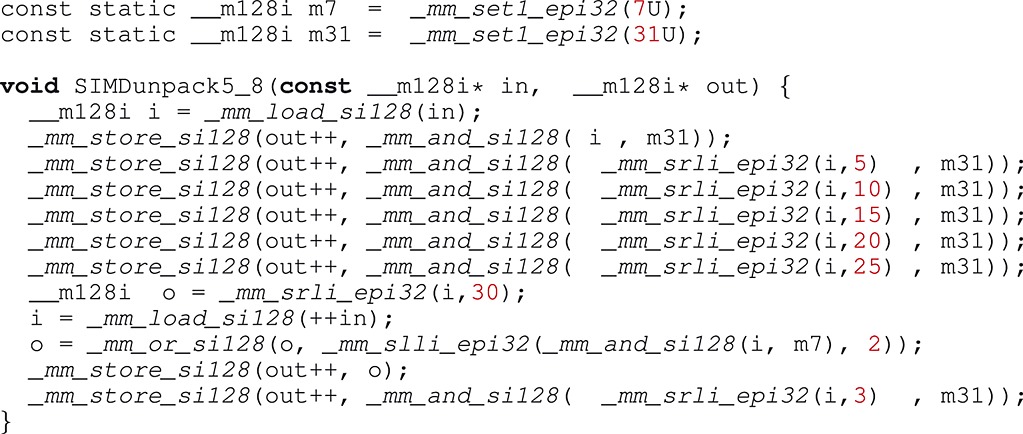 const static __m128i m7  =  _mm_set1_epi32(7U);
const static __m128i m31 =  _mm_set1_epi32(31U);

void SIMDunpack5_8(const __m128i* in,  __m128i* out) {
  __m128i i = _mm_load_si128(in);
  _mm_store_si128(out++, _mm_and_si128( i , m31));
  _mm_store_si128(out++, _mm_and_si128(  _mm_srli_epi32(i,5)  , m31));
  _mm_store_si128(out++, _mm_and_si128(  _mm_srli_epi32(i,10) , m31));
  _mm_store_si128(out++, _mm_and_si128(  _mm_srli_epi32(i,15) , m31));
  _mm_store_si128(out++, _mm_and_si128(  _mm_srli_epi32(i,20) , m31));
  _mm_store_si128(out++, _mm_and_si128(  _mm_srli_epi32(i,25) , m31));
  __m128i  o = _mm_srli_epi32(i,30);
  i = _mm_load_si128(++in);
  o = _mm_or_si128(o, _mm_slli_epi32(_mm_and_si128(i, m7), 2));
  _mm_store_si128(out++, o);
  _mm_store_si128(out++, _mm_and_si128(  _mm_srli_epi32(i,3)  , m31));
}